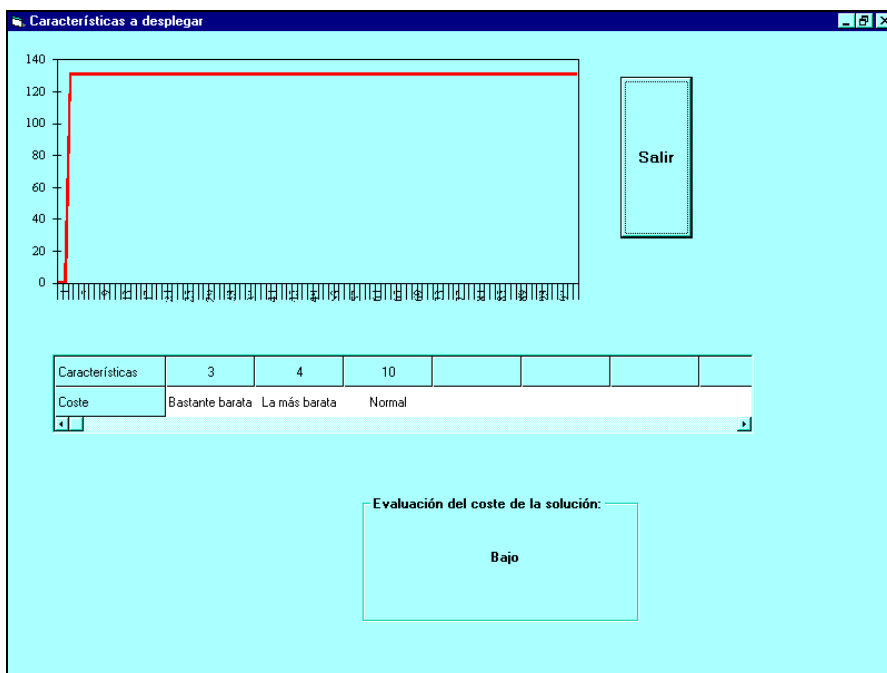 Características a desplegar
140
120
100
80
60
40
20
0
Salir
Características 3 4 10
Coste Bastante barata La más barata Normal
Evaluación del coste de la solución:
Bajo